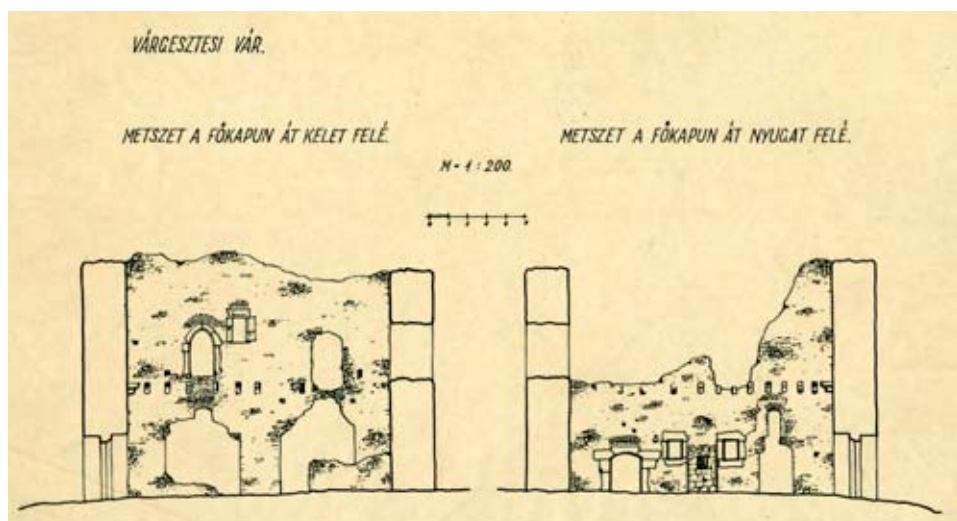 VÁRGESZTESI VÁR.
METSZET A FŐKAPUN ÁT KELET FELÉ.
METSZET A FŐKAPUN ÁT NYUGAT FELÉ.
M - 1 : 200.